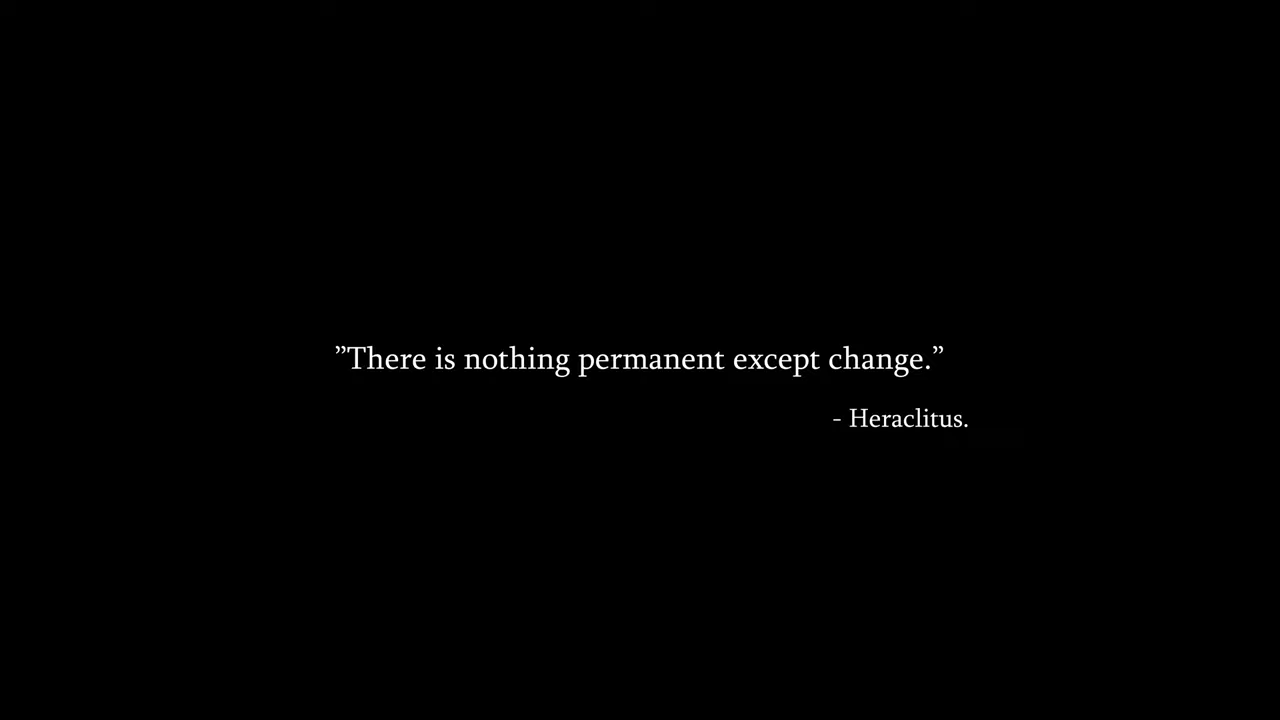 ”There is nothing permanent except change.”
- Heraclitus.